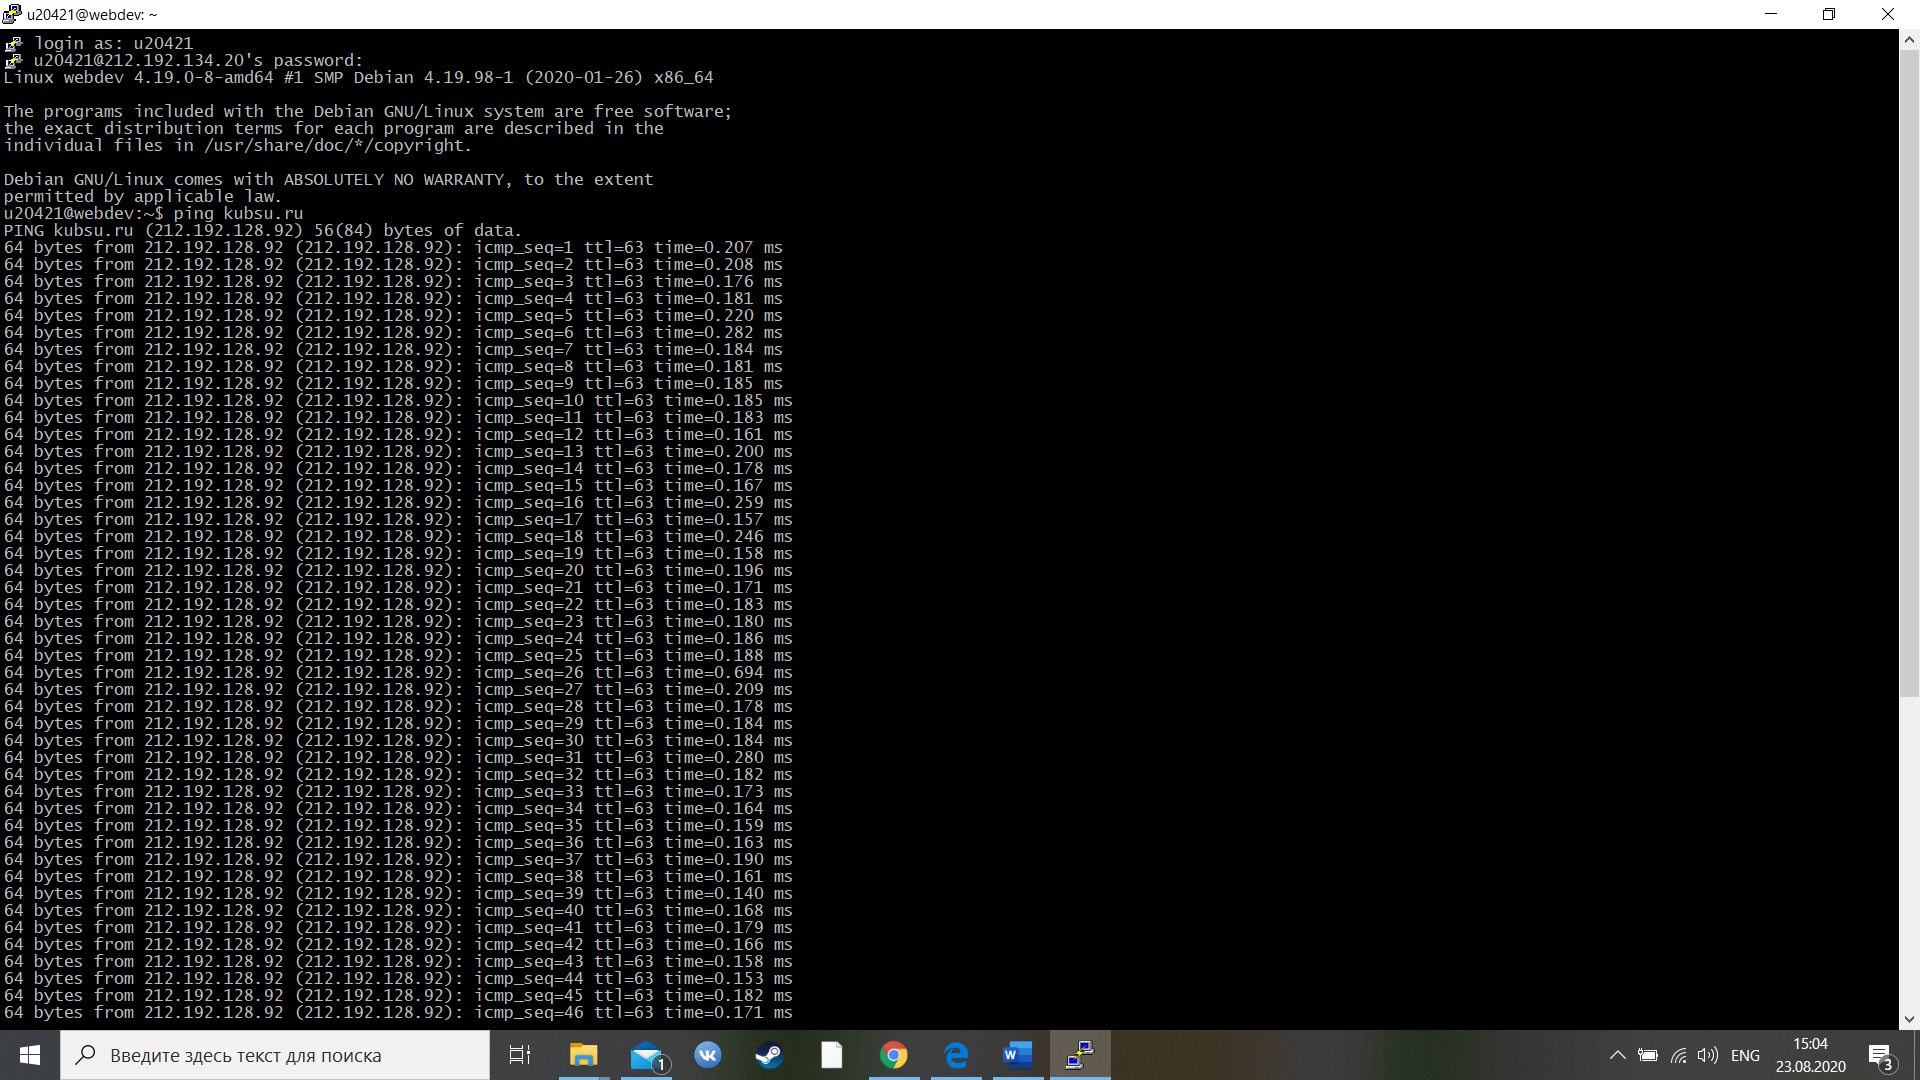 u20421@webdev: ~
login as: u20421
u20421@212.192.134.20's password:
Linux webdev 4.19.0-8-amd64 #1 SMP Debian 4.19.98-1 (2020-01-26) x86_64
The programs included with the Debian GNU/Linux system are free software;
the exact distribution terms for each program are described in the
individual files in /usr/share/doc/*/copyright.
Debian GNU/Linux comes with ABSOLUTELY NO WARRANTY, to the extent
permitted by applicable law.
u20421@webdev:~$ ping kubsu.ru
PING kubsu.ru (212.192.128.92) 56(84) bytes of data.
64 bytes from 212.192.128.92 (212.192.128.92): icmp_seq=1 ttl=63 time=0.207 ms
64 bytes from 212.192.128.92 (212.192.128.92): icmp_seq=2 ttl=63 time=0.208 ms
64 bytes from 212.192.128.92 (212.192.128.92): icmp_seq=3 ttl=63 time=0.176 ms
64 bytes from 212.192.128.92 (212.192.128.92): icmp_seq=4 ttl=63 time=0.181 ms
64 bytes from 212.192.128.92 (212.192.128.92): icmp_seq=5 ttl=63 time=0.220 ms
64 bytes from 212.192.128.92 (212.192.128.92): icmp_seq=6 ttl=63 time=0.282 ms
64 bytes from 212.192.128.92 (212.192.128.92): icmp_seq=7 ttl=63 time=0.184 ms
64 bytes from 212.192.128.92 (212.192.128.92): icmp_seq=8 ttl=63 time=0.181 ms
64 bytes from 212.192.128.92 (212.192.128.92): icmp_seq=9 ttl=63 time=0.185 ms
64 bytes from 212.192.128.92 (212.192.128.92): icmp_seq=10 ttl=63 time=0.185 ms
64 bytes from 212.192.128.92 (212.192.128.92): icmp_seq=11 ttl=63 time=0.183 ms
64 bytes from 212.192.128.92 (212.192.128.92): icmp_seq=12 ttl=63 time=0.161 ms
64 bytes from 212.192.128.92 (212.192.128.92): icmp_seq=13 ttl=63 time=0.200 ms
64 bytes from 212.192.128.92 (212.192.128.92): icmp_seq=14 ttl=63 time=0.178 ms
64 bytes from 212.192.128.92 (212.192.128.92): icmp_seq=15 ttl=63 time=0.167 ms
64 bytes from 212.192.128.92 (212.192.128.92): icmp_seq=16 ttl=63 time=0.259 ms
64 bytes from 212.192.128.92 (212.192.128.92): icmp_seq=17 ttl=63 time=0.157 ms
64 bytes from 212.192.128.92 (212.192.128.92): icmp_seq=18 ttl=63 time=0.246 ms
64 bytes from 212.192.128.92 (212.192.128.92): icmp_seq=19 ttl=63 time=0.158 ms
64 bytes from 212.192.128.92 (212.192.128.92): icmp_seq=20 ttl=63 time=0.196 ms
64 bytes from 212.192.128.92 (212.192.128.92): icmp_seq=21 ttl=63 time=0.171 ms
64 bytes from 212.192.128.92 (212.192.128.92): icmp_seq=22 ttl=63 time=0.183 ms
64 bytes from 212.192.128.92 (212.192.128.92): icmp_seq=23 ttl=63 time=0.180 ms
64 bytes from 212.192.128.92 (212.192.128.92): icmp_seq=24 ttl=63 time=0.186 ms
64 bytes from 212.192.128.92 (212.192.128.92): icmp_seq=25 ttl=63 time=0.188 ms
64 bytes from 212.192.128.92 (212.192.128.92): icmp_seq=26 ttl=63 time=0.694 ms
64 bytes from 212.192.128.92 (212.192.128.92): icmp_seq=27 ttl=63 time=0.209 ms
64 bytes from 212.192.128.92 (212.192.128.92): icmp_seq=28 ttl=63 time=0.178 ms
64 bytes from 212.192.128.92 (212.192.128.92): icmp_seq=29 ttl=63 time=0.184 ms
64 bytes from 212.192.128.92 (212.192.128.92): icmp_seq=30 ttl=63 time=0.184 ms
64 bytes from 212.192.128.92 (212.192.128.92): icmp_seq=31 ttl=63 time=0.280 ms
64 bytes from 212.192.128.92 (212.192.128.92): icmp_seq=32 ttl=63 time=0.182 ms
64 bytes from 212.192.128.92 (212.192.128.92): icmp_seq=33 ttl=63 time=0.173 ms
64 bytes from 212.192.128.92 (212.192.128.92): icmp_seq=34 ttl=63 time=0.164 ms
64 bytes from 212.192.128.92 (212.192.128.92): icmp_seq=35 ttl=63 time=0.159 ms
64 bytes from 212.192.128.92 (212.192.128.92): icmp_seq=36 ttl=63 time=0.163 ms
64 bytes from 212.192.128.92 (212.192.128.92): icmp_seq=37 ttl=63 time=0.190 ms
64 bytes from 212.192.128.92 (212.192.128.92): icmp_seq=38 ttl=63 time=0.161 ms
64 bytes from 212.192.128.92 (212.192.128.92): icmp_seq=39 ttl=63 time=0.140 ms
64 bytes from 212.192.128.92 (212.192.128.92): icmp_seq=40 ttl=63 time=0.168 ms
64 bytes from 212.192.128.92 (212.192.128.92): icmp_seq=41 ttl=63 time=0.179 ms
64 bytes from 212.192.128.92 (212.192.128.92): icmp_seq=42 ttl=63 time=0.166 ms
64 bytes from 212.192.128.92 (212.192.128.92): icmp_seq=43 ttl=63 time=0.158 ms
64 bytes from 212.192.128.92 (212.192.128.92): icmp_seq=44 ttl=63 time=0.153 ms
64 bytes from 212.192.128.92 (212.192.128.92): icmp_seq=45 ttl=63 time=0.182 ms
64 bytes from 212.192.128.92 (212.192.128.92): icmp_seq=46 ttl=63 time=0.171 ms
Введите здесь текст для поиска
1
ENG
15:04
23.08.2020
3